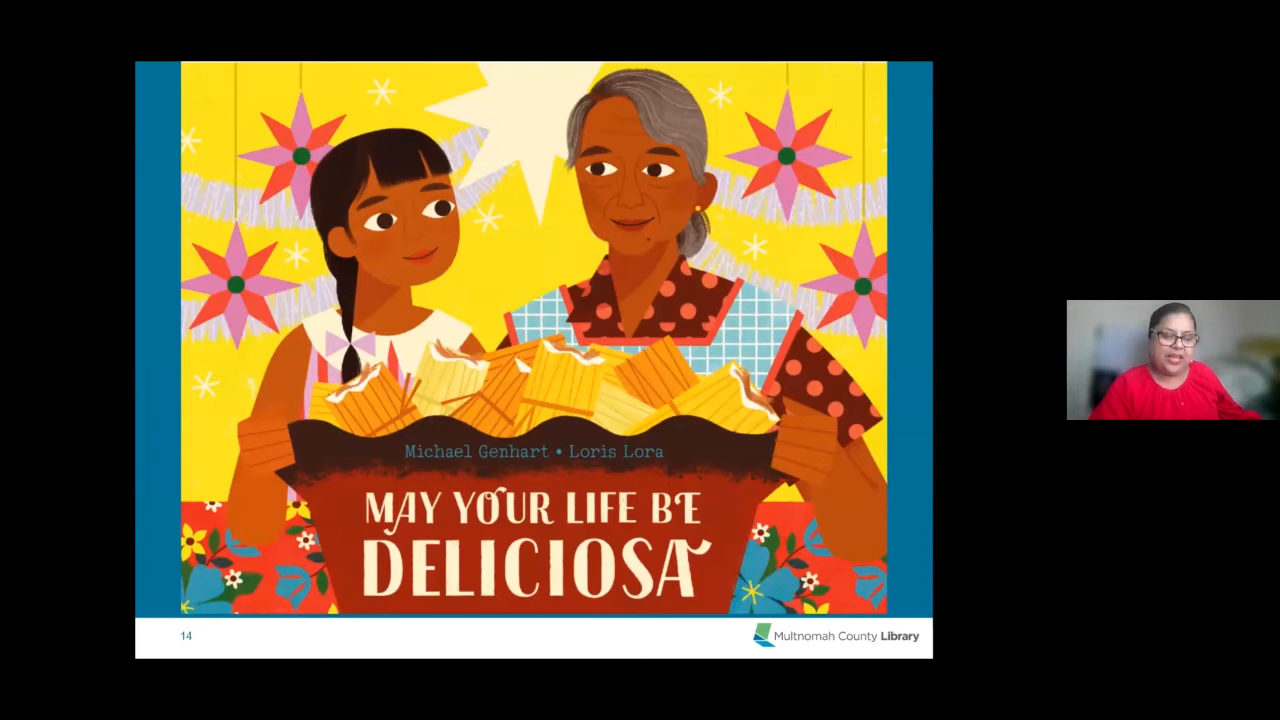 Michael Genhart • Loris Lora
MAY YOUR LIFE BE
DELICIOSA
14
Multnomah County Library